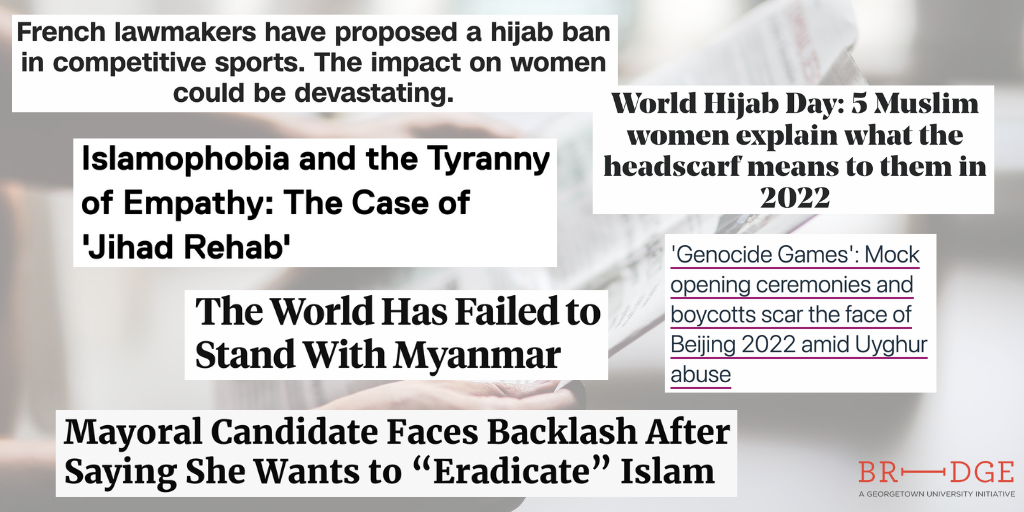 French lawmakers have proposed a hijab ban
in competitive sports. The impact on women
could be devastating.
World Hijab Day: 5 Muslim
women explain what the
headscarf means to them in
2022
Islamophobia and the Tyranny
of Empathy: The Case of
'Jihad Rehab'
'Genocide Games': Mock
opening ceremonies and
boycotts scar the face of
Beijing 2022 amid Uyghur
abuse
The World Has Failed to
Stand With Myanmar
Mayoral Candidate Faces Backlash After
Saying She Wants to “Eradicate” Islam
BRIDGE
A GEORGETOWN UNIVERSITY INITIATIVE